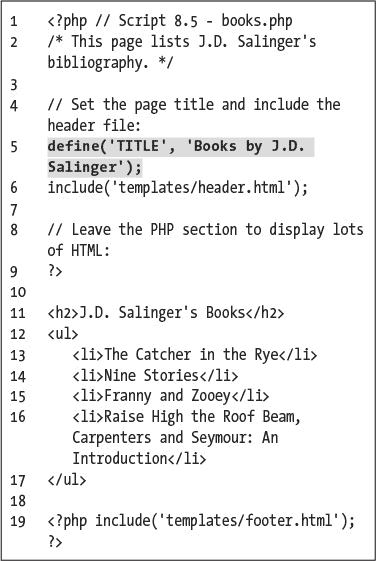 1 <?php // Script 8.5 - books.php
2 /* This page lists J.D. Salinger's
bibliography. */
3
4 // Set the page title and include the
header file:
5 define('TITLE', 'Books by J.D.
Salinger');
6 include('templates/header.html');
7
8 // Leave the PHP section to display lots
of HTML:
9 ?>
10
11 <h2>J.D. Salinger's Books</h2>
12 <ul>
13 <li>The Catcher in the Rye</li>
14 <li>Nine Stories</li>
15 <li>Franny and Zooey</li>
16 <li>Raise High the Roof Beam,
Carpenters and Seymour: An
Introduction</li>
17 </ul>
18
19 <?php include('templates/footer.html');
?>